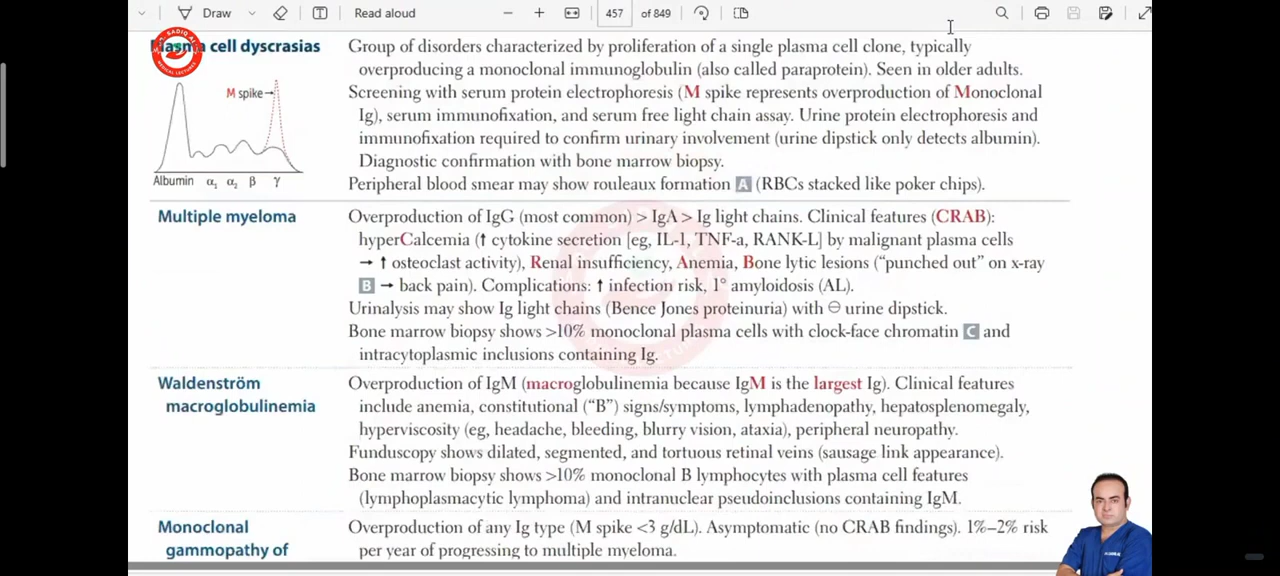 Draw
Read aloud
457 of 849
Plasma cell dyscrasias
Group of disorders characterized by proliferation of a single plasma cell clone, typically
overproducing a monoclonal immunoglobulin (also called paraprotein). Seen in older adults.
Screening with serum protein electrophoresis (M spike represents overproduction of Monoclonal
Ig), serum immunofixation, and serum free light chain assay. Urine protein electrophoresis and
immunofixation required to confirm urinary involvement (urine dipstick only detects albumin).
Diagnostic confirmation with bone marrow biopsy.
Peripheral blood smear may show rouleaux formation A (RBCs stacked like poker chips).
M spike→
Albumin α₁ α₂ β γ
Multiple myeloma
Overproduction of IgG (most common) > IgA > Ig light chains. Clinical features (CRAB):
hyperCalcemia (↑ cytokine secretion [eg, IL-1, TNF-a, RANK-L] by malignant plasma cells
→ ↑ osteoclast activity), Renal insufficiency, Anemia, Bone lytic lesions (“punched out” on x-ray
B → back pain). Complications: ↑ infection risk, 1° amyloidosis (AL).
Urinalysis may show Ig light chains (Bence Jones proteinuria) with ⊖ urine dipstick.
Bone marrow biopsy shows >10% monoclonal plasma cells with clock-face chromatin C and
intracytoplasmic inclusions containing Ig.
Waldenström
macroglobulinemia
Overproduction of IgM (macroglobulinemia because IgM is the largest Ig). Clinical features
include anemia, constitutional (“B”) signs/symptoms, lymphadenopathy, hepatosplenomegaly,
hyperviscosity (eg, headache, bleeding, blurry vision, ataxia), peripheral neuropathy.
Funduscopy shows dilated, segmented, and tortuous retinal veins (sausage link appearance).
Bone marrow biopsy shows >10% monoclonal B lymphocytes with plasma cell features
(lymphoplasmacytic lymphoma) and intranuclear pseudoinclusions containing IgM.
Monoclonal
gammopathy of
Overproduction of any Ig type (M spike <3 g/dL). Asymptomatic (no CRAB findings). 1%–2% risk
per year of progressing to multiple myeloma.